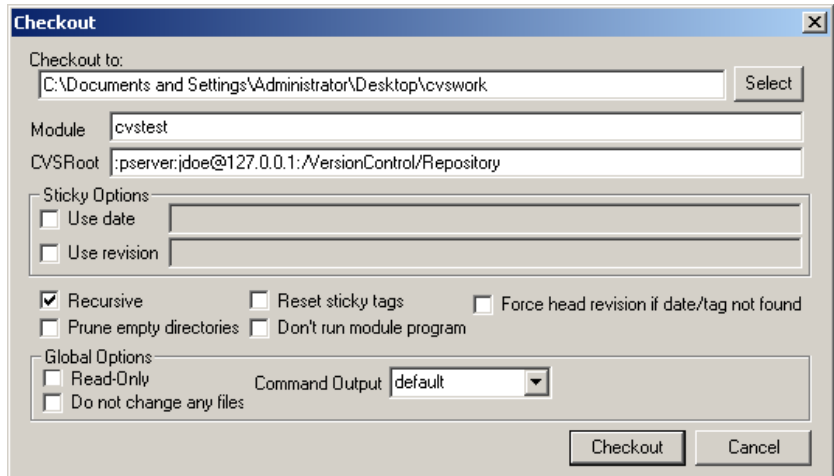 Checkout
Checkout to:
C:\Documents and Settings\Administrator\Desktop\cvswork Select
Module cvstest
CVSRoot :pserver:jdoe@127.0.0.1:/VersionControl/Repository
Sticky Options
Use date
Use revision
Recursive Reset sticky tags Force head revision if date/tag not found
Prune empty directories Don't run module program
Global Options
Read-Only Command Output default
Do not change any files
Checkout Cancel